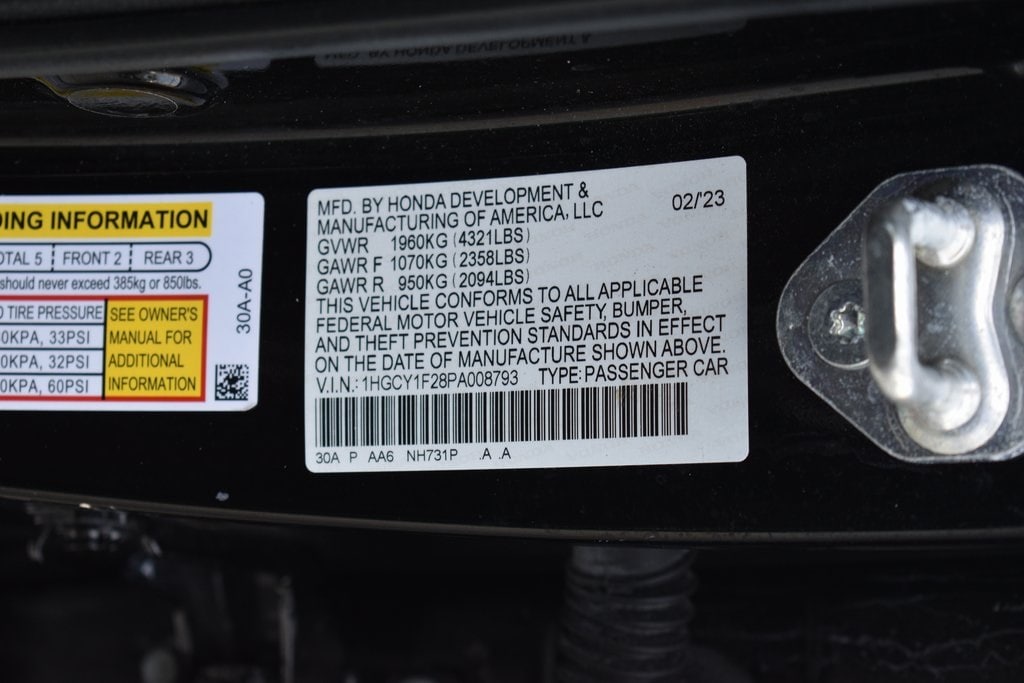 DING INFORMATION
OTAL 5 FRONT 2 REAR 3
should never exceed 385kg or 850lbs.
TIRE PRESSURE
0KPA, 33PSI
0KPA, 32PSI
0KPA, 60PSI
SEE OWNER'S
MANUAL FOR
ADDITIONAL
INFORMATION
30A-A0
MFD. BY HONDA DEVELOPMENT &
MANUFACTURING OF AMERICA, LLC 02/'23
GVWR 1960KG (4321LBS)
GAWR F 1070KG (2358LBS)
GAWR R 950KG (2094LBS)
THIS VEHICLE CONFORMS TO ALL APPLICABLE
FEDERAL MOTOR VEHICLE SAFETY, BUMPER,
AND THEFT PREVENTION STANDARDS IN EFFECT
ON THE DATE OF MANUFACTURE SHOWN ABOVE.
V.I.N.: 1HGCY1F28PA008793 TYPE: PASSENGER CAR
30A P AA6 NH731P .A .A